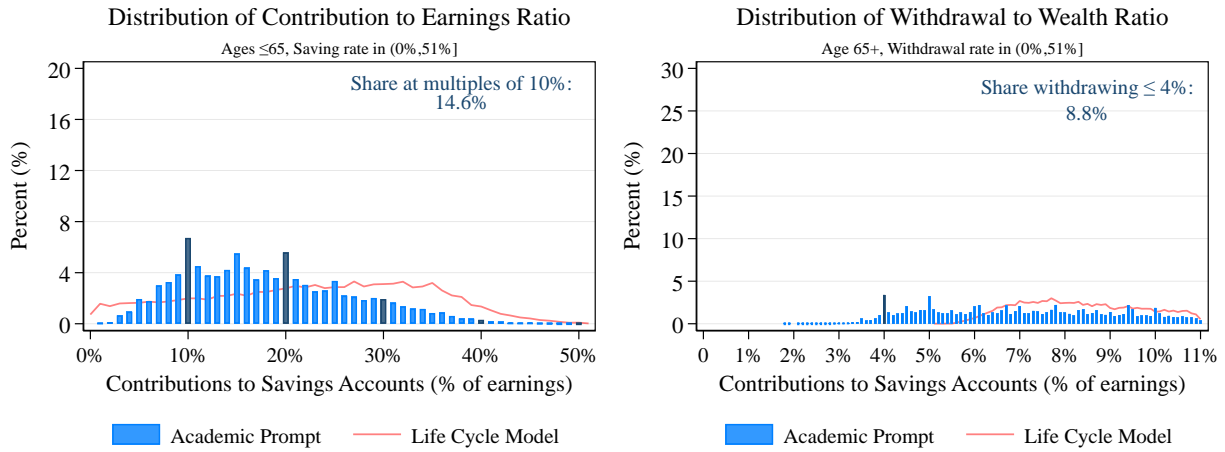 Distribution of Contribution to Earnings Ratio
Ages ≤65, Saving rate in (0%,51%]
Share at multiples of 10%:
14.6%
Percent (%)
20
16
12
8
4
0
0%
10%
20%
30%
40%
50%
Contributions to Savings Accounts (% of earnings)
Academic Prompt
Life Cycle Model
Distribution of Withdrawal to Wealth Ratio
Age 65+, Withdrawal rate in (0%,51%]
Share withdrawing ≤ 4%:
8.8%
Percent (%)
30
25
20
15
10
5
0
0
1%
2%
3%
4%
5%
6%
7%
8%
9%
10%
11%
Contributions to Savings Accounts (% of earnings)
Academic Prompt
Life Cycle Model